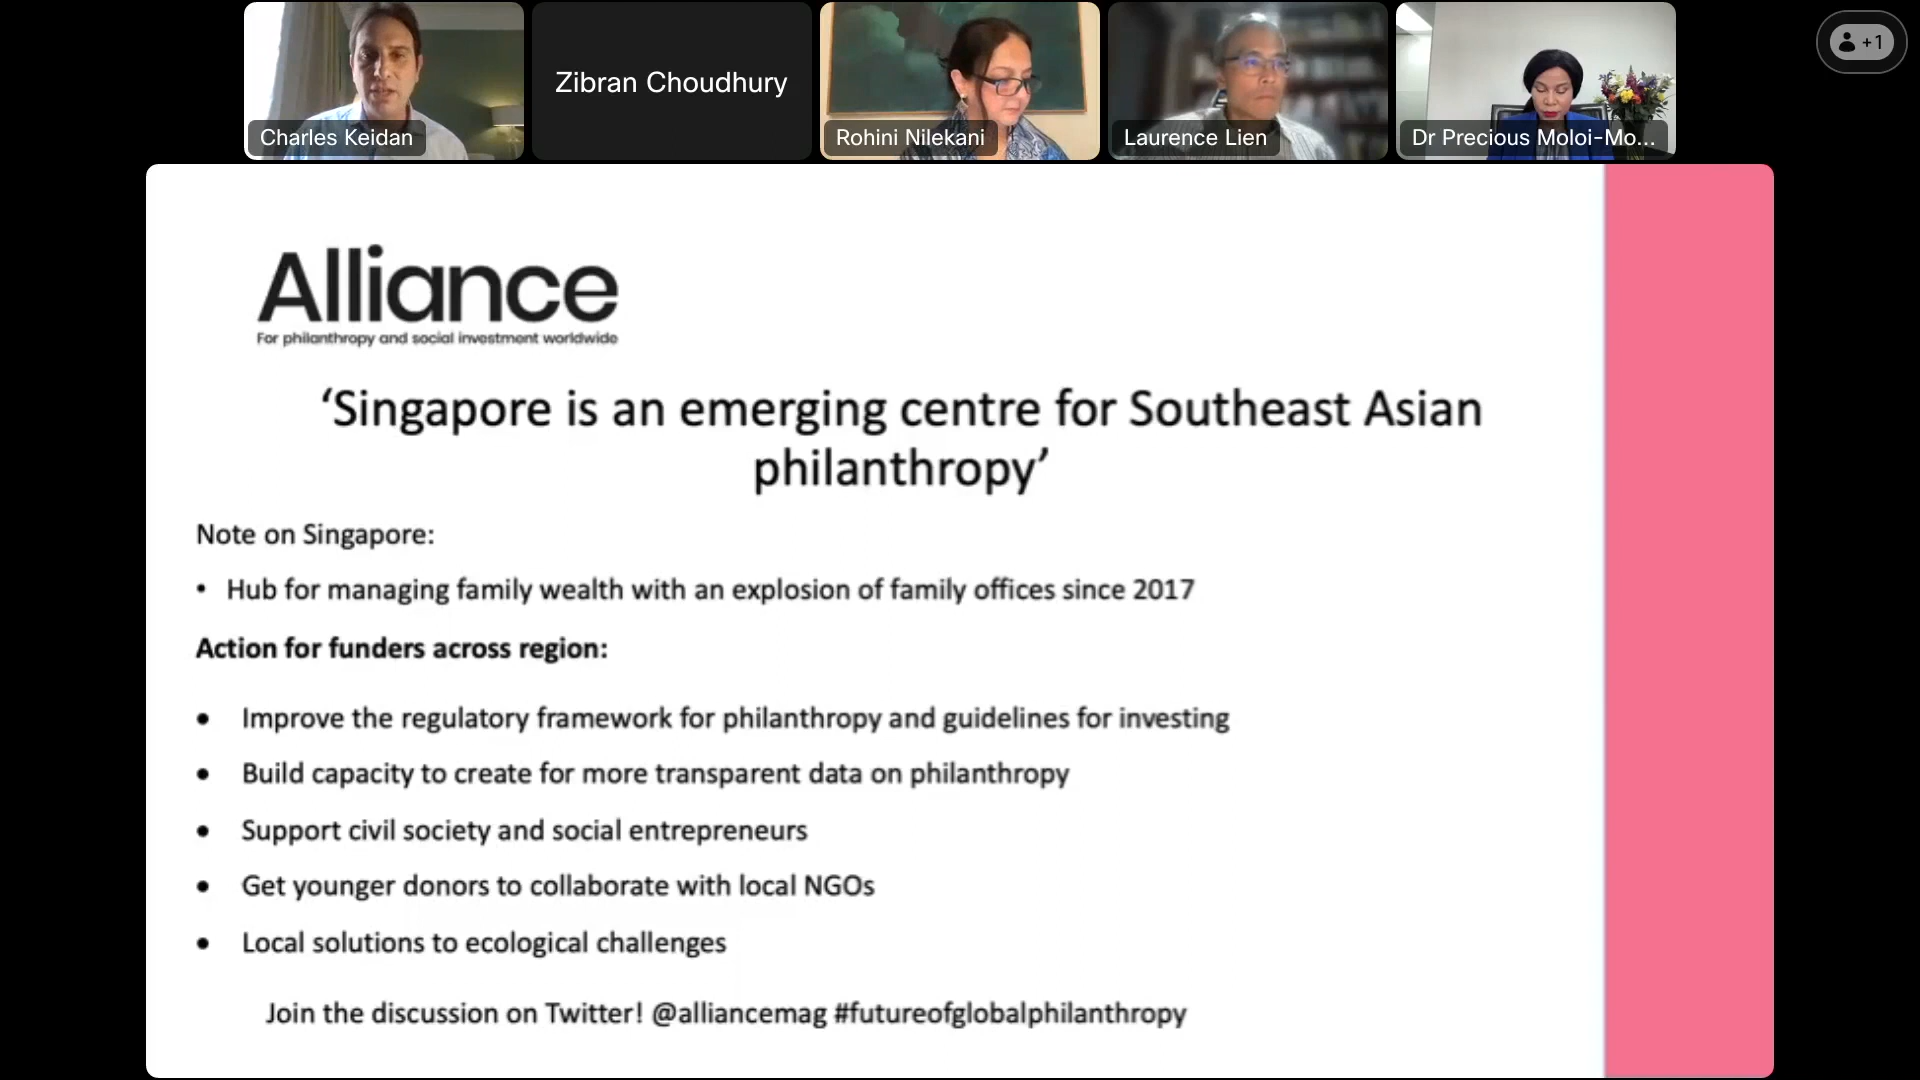 Charles Keidan
Zibran Choudhury
Rohini Nilekani
Laurence Lien
Dr Precious Moloi-Mo...
+1
Alliance
For philanthropy and social investment worldwide
‘Singapore is an emerging centre for Southeast Asian
philanthropy’
Note on Singapore:
• Hub for managing family wealth with an explosion of family offices since 2017
Action for funders across region:
• Improve the regulatory framework for philanthropy and guidelines for investing
• Build capacity to create for more transparent data on philanthropy
• Support civil society and social entrepreneurs
• Get younger donors to collaborate with local NGOs
• Local solutions to ecological challenges
Join the discussion on Twitter! @alliancemag #futureofglobalphilanthropy